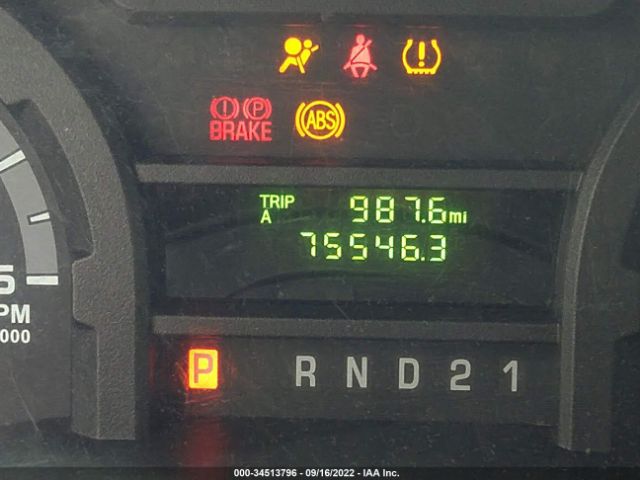 ! P
BRAKE
ABS
TRIP 987.6 mi
A
75546.3
5
PM
000
P R N D 2 1
000-34513796 - 09/16/2022 - IAA Inc.